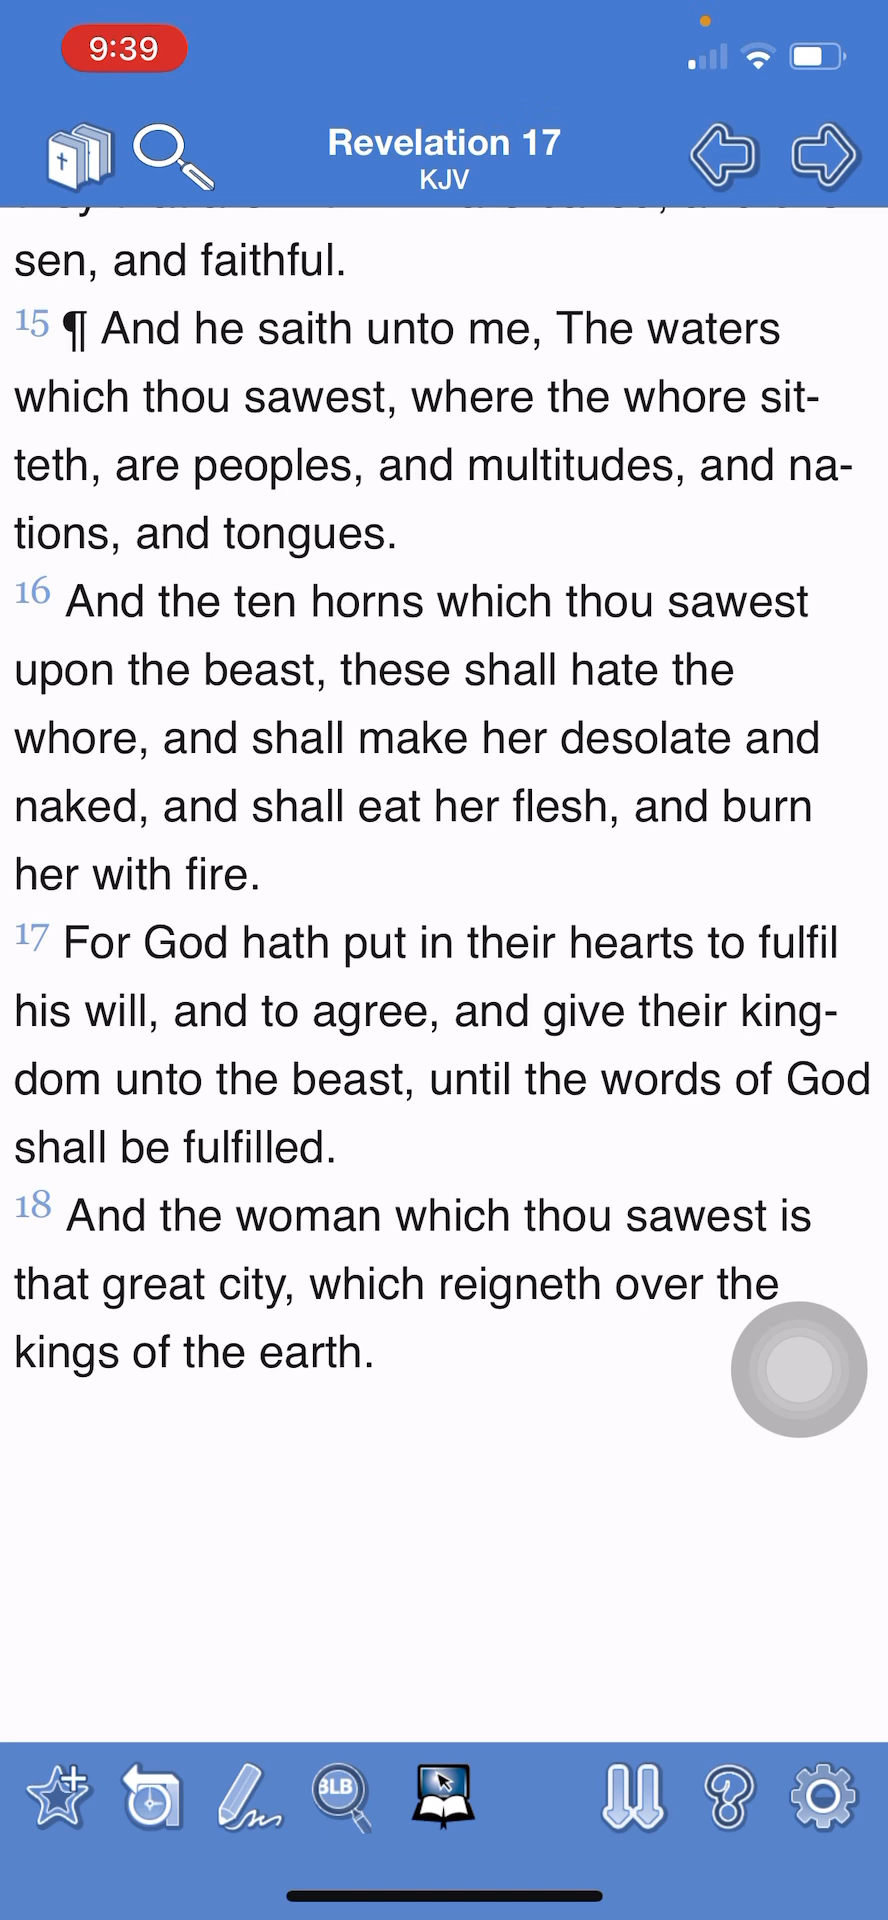 9:39
Revelation 17
KJV
sen, and faithful.
15 ¶ And he saith unto me, The waters
which thou sawest, where the whore sit-
teth, are peoples, and multitudes, and na-
tions, and tongues.
16 And the ten horns which thou sawest
upon the beast, these shall hate the
whore, and shall make her desolate and
naked, and shall eat her flesh, and burn
her with fire.
17 For God hath put in their hearts to fulfil
his will, and to agree, and give their king-
dom unto the beast, until the words of God
shall be fulfilled.
18 And the woman which thou sawest is
that great city, which reigneth over the
kings of the earth.
BLB